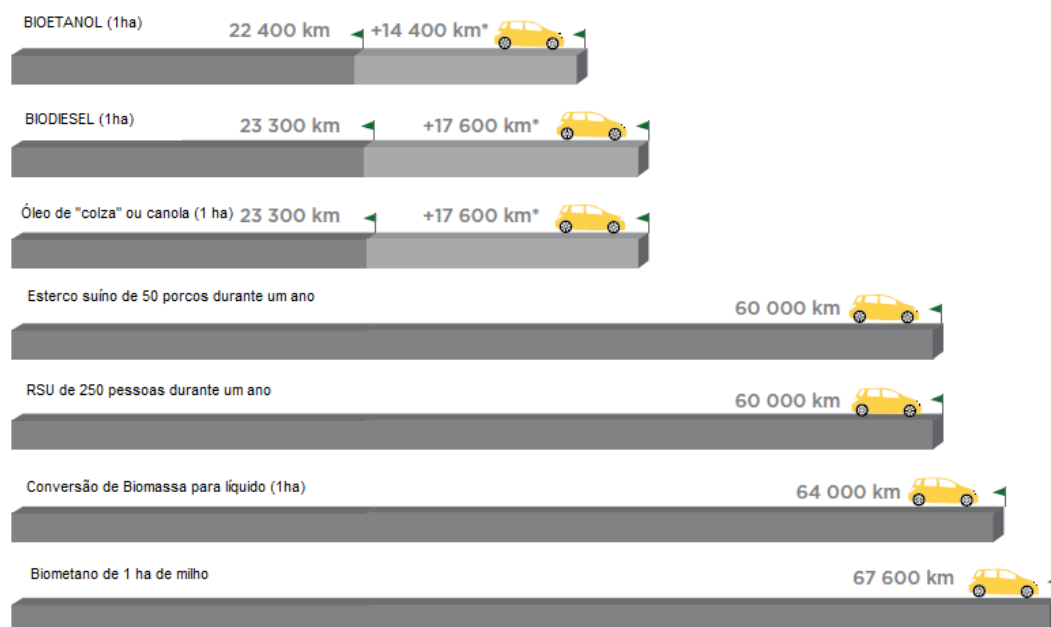 BIOETANOL (1ha)
22 400 km
+14 400 km*
BIODIESEL (1ha)
23 300 km
+17 600 km*
Óleo de "colza" ou canola (1 ha)
23 300 km
+17 600 km*
Esterco suíno de 50 porcos durante um ano
60 000 km
RSU de 250 pessoas durante um ano
60 000 km
Conversão de Biomassa para líquido (1ha)
64 000 km
Biometano de 1 ha de milho
67 600 km